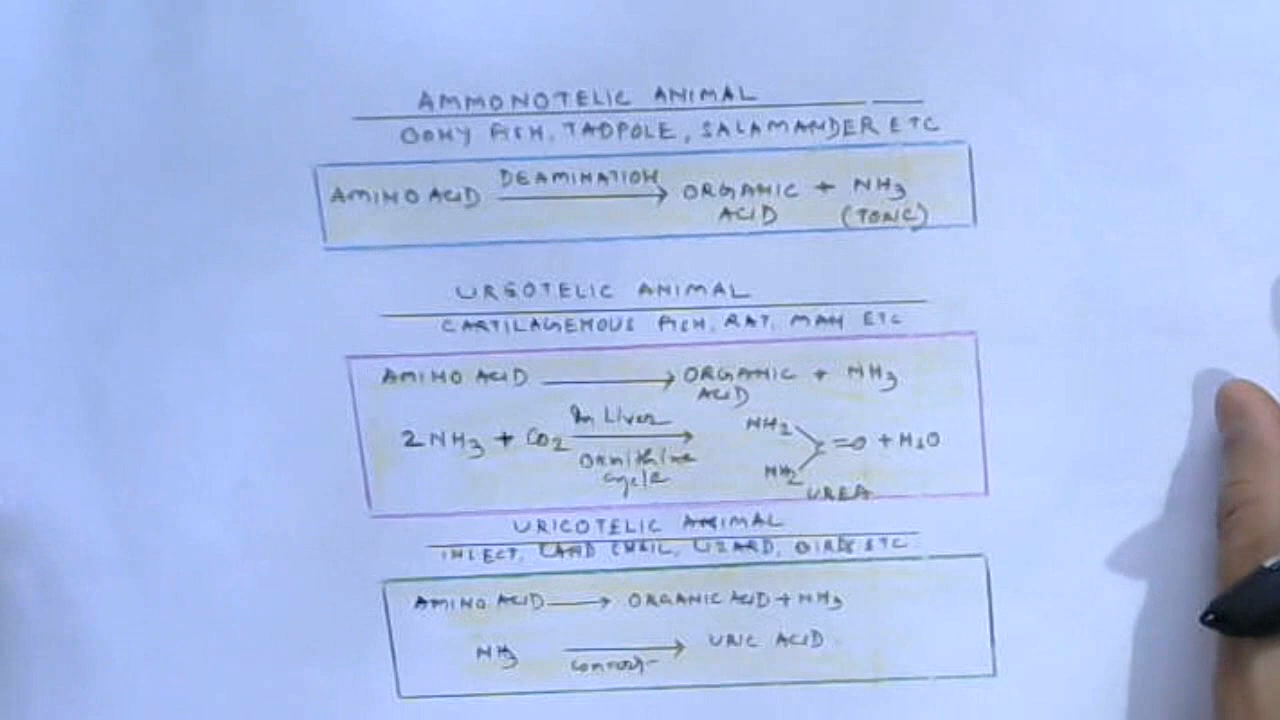 AMMONOTELIC ANIMAL
BONY FISH, TADPOLE, SALAMANDER ETC
DEAMINATION
AMINO ACID → ORGANIC ACID + NH3
(TOXIC)
UREOTELIC ANIMAL
CARTILAGENOUS FISH, RAT, MAN ETC
AMINO ACID → ORGANIC ACID + NH3
In Liver
2NH3 + CO2 → NH2 NH2 C=O + H2O
Ornithine cycle
UREA
URICOTELIC ANIMAL
INSECT, LAND SNAIL, LIZARD, BIRDS ETC
AMINO ACID → ORGANIC ACID + NH3
NH3 → URIC ACID
convert